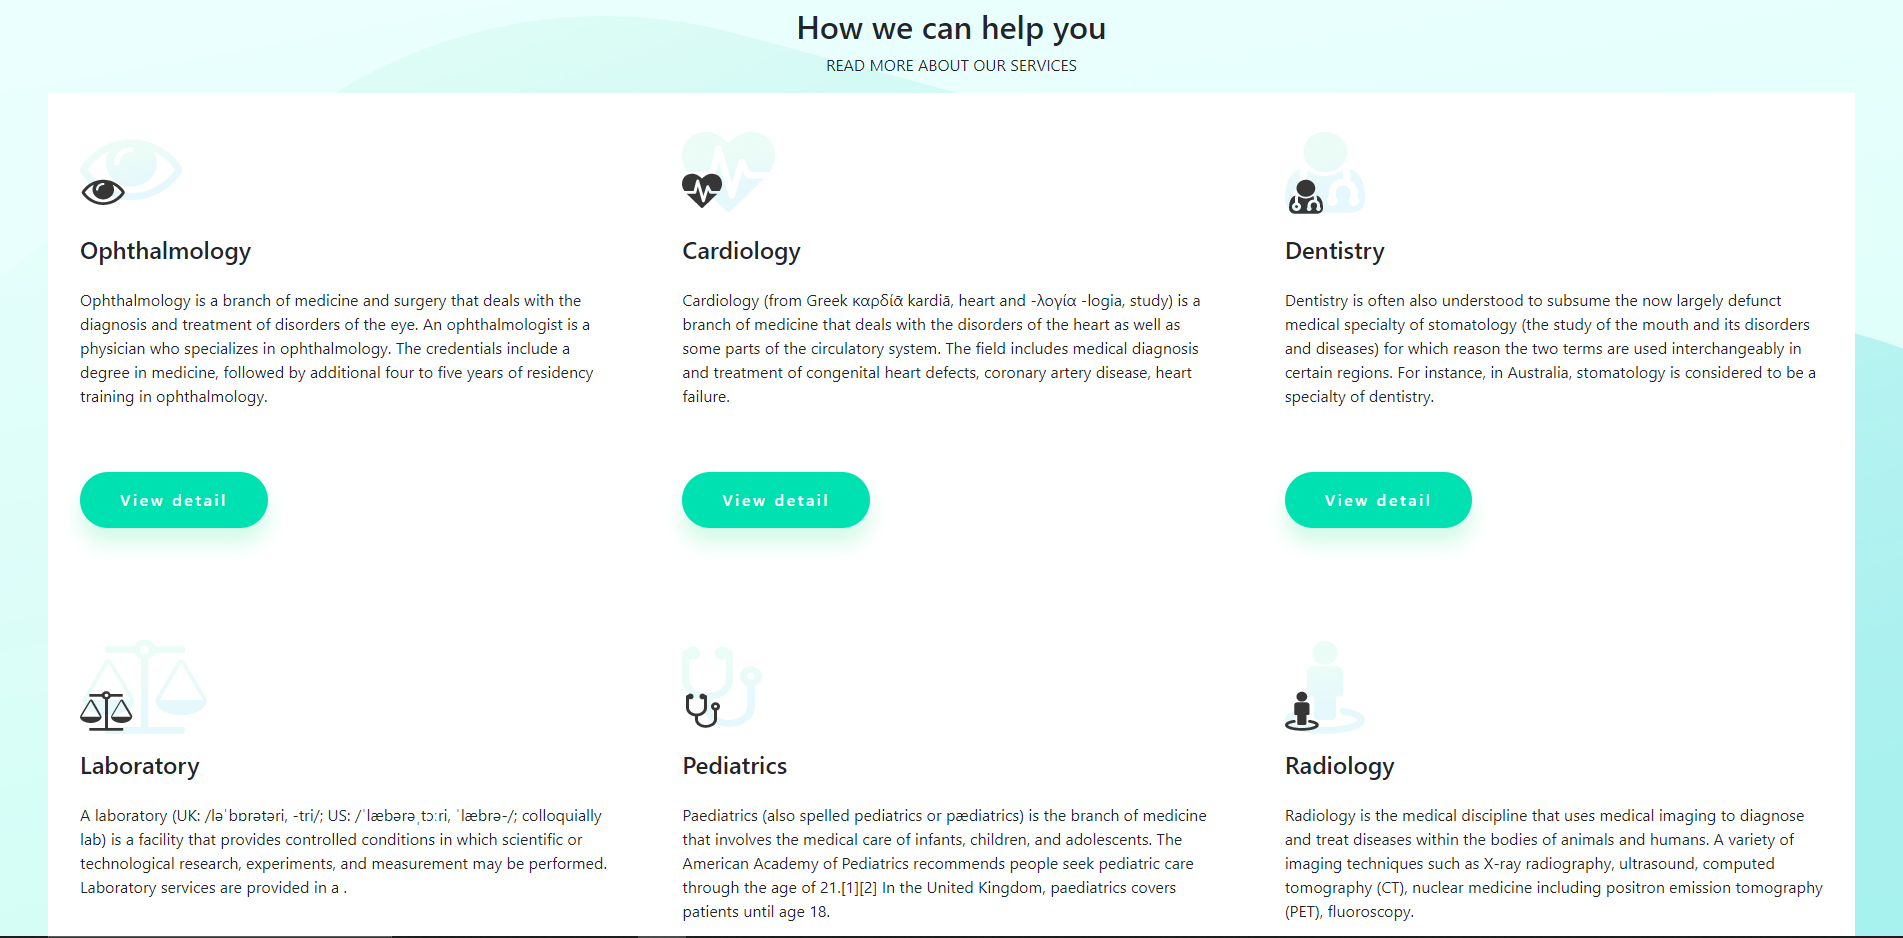 How we can help you
READ MORE ABOUT OUR SERVICES
Ophthalmology
Ophthalmology is a branch of medicine and surgery that deals with the
diagnosis and treatment of disorders of the eye. An ophthalmologist is a
physician who specializes in ophthalmology. The credentials include a
degree in medicine, followed by additional four to five years of residency
training in ophthalmology.
View detail
Cardiology
Cardiology (from Greek καρδίᾱ kardiā, heart and -λογία -logia, study) is a
branch of medicine that deals with the disorders of the heart as well as
some parts of the circulatory system. The field includes medical diagnosis
and treatment of congenital heart defects, coronary artery disease, heart
failure.
View detail
Dentistry
Dentistry is often also understood to subsume the now largely defunct
medical specialty of stomatology (the study of the mouth and its disorders
and diseases) for which reason the two terms are used interchangeably in
certain regions. For instance, in Australia, stomatology is considered to be a
specialty of dentistry.
View detail
Laboratory
A laboratory (UK: /ləˈbɒrətəri, -tri/; US: /ˈlæbərəˌtɔːri, ˈlæbrə-/; colloquially
lab) is a facility that provides controlled conditions in which scientific or
technological research, experiments, and measurement may be performed.
Laboratory services are provided in a .
Pediatrics
Paediatrics (also spelled pediatrics or pædiatrics) is the branch of medicine
that involves the medical care of infants, children, and adolescents. The
American Academy of Pediatrics recommends people seek pediatric care
through the age of 21.[1][2] In the United Kingdom, paediatrics covers
patients until age 18.
Radiology
Radiology is the medical discipline that uses medical imaging to diagnose
and treat diseases within the bodies of animals and humans. A variety of
imaging techniques such as X-ray radiography, ultrasound, computed
tomography (CT), nuclear medicine including positron emission tomography
(PET), fluoroscopy.